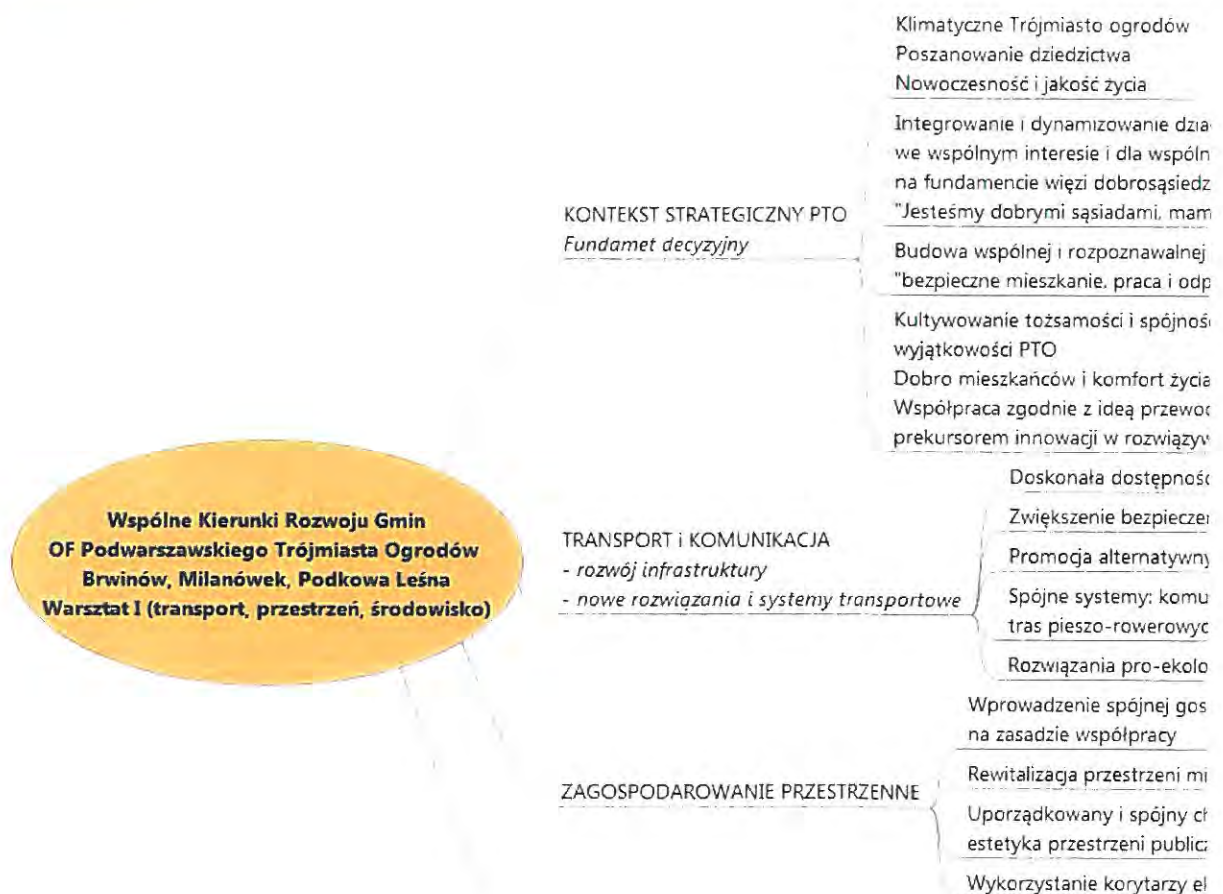 Klimatyczne Trójmiasto ogrodów
Poszanowanie dziedzictwa
Nowoczesność i jakość życia
Integrowanie i dynamizowanie dzia
we wspólnym interesie i dla wspóln
na fundamencie więzi dobrosąsiedz
"Jesteśmy dobrymi sąsiadami, mam
KONTEKST STRATEGICZNY PTO
Fundamet decyzyjny
Budowa wspólnej i rozpoznawalnej
"bezpieczne mieszkanie, praca i odp
Kultywowanie tożsamości i spójnoś
wyjątkowości PTO
Dobro mieszkańców i komfort życia
Współpraca zgodnie z ideą przewod
prekursorem innowacji w rozwiązyw
Wspólne Kierunki Rozwoju Gmin
OF Podwarszawskiego Trójmiasta Ogrodów
Brwinów, Milanówek, Podkowa Leśna
Warsztat I (transport, przestrzeń, środowisko)
TRANSPORT i KOMUNIKACJA
- rozwój infrastruktury
- nowe rozwiązania i systemy transportowe
Doskonała dostępność
Zwiększenie bezpieczeń
Promocja alternatywny
Spójne systemy: komu
tras pieszo-rowerowyc
Rozwiązania pro-ekolo
ZAGOSPODAROWANIE PRZESTRZENNE
Wprowadzenie spójnej gos
na zasadzie współpracy
Rewitalizacja przestrzeni mi
Uporządkowany i spójny ch
estetyka przestrzeni publicz
Wykorzystanie korytarzy el